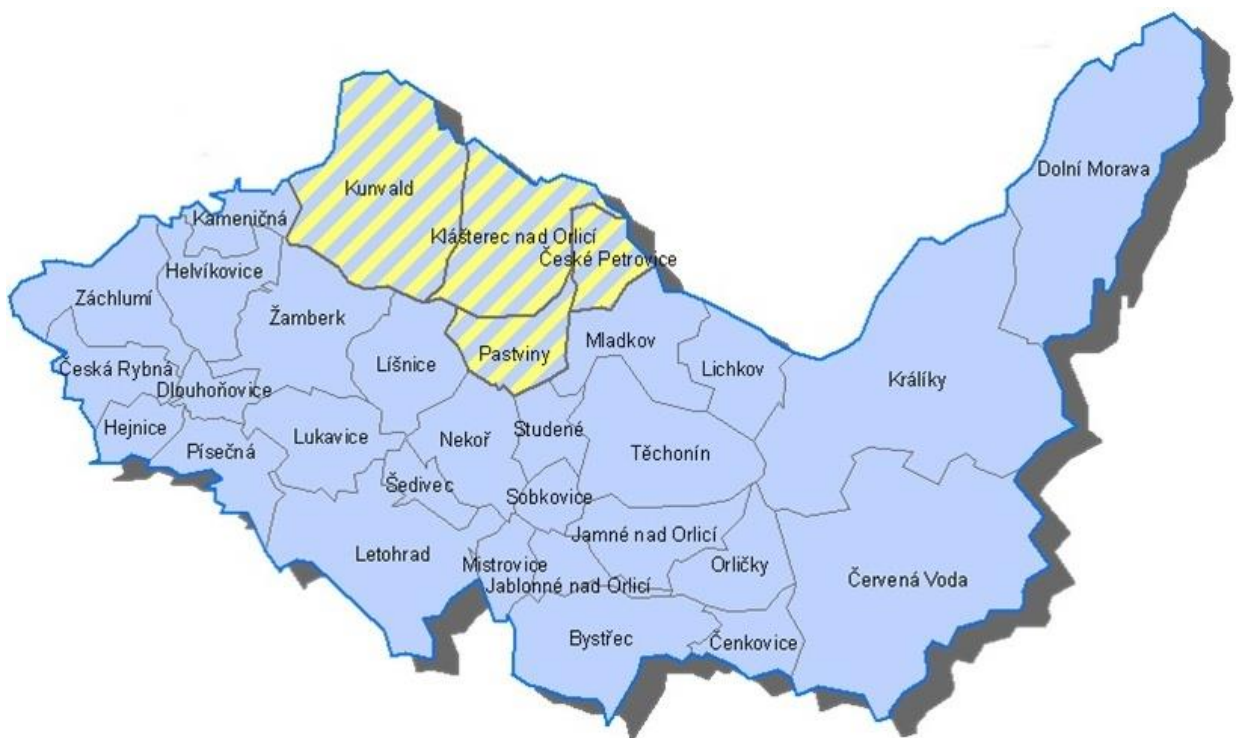 Dolní Morava
Kunvald
Kameničná
Klášterec nad Orlicí
České Petrovice
Helvíkovice
Záchlumí
Žamberk
Mladkov
Pastviny
Líšnice
Lichkov
Česká Rybná
Králíky
Dlouhoňovice
Hejnice
Lukavice
Nekoř
Studené
Písečná
Těchonín
Šedivec
Sobkovice
Jamné nad Orlicí
Letohrad
Mistrovice
Orličky
Červená Voda
Jablonné nad Orlicí
Bystřec
Čenkovice